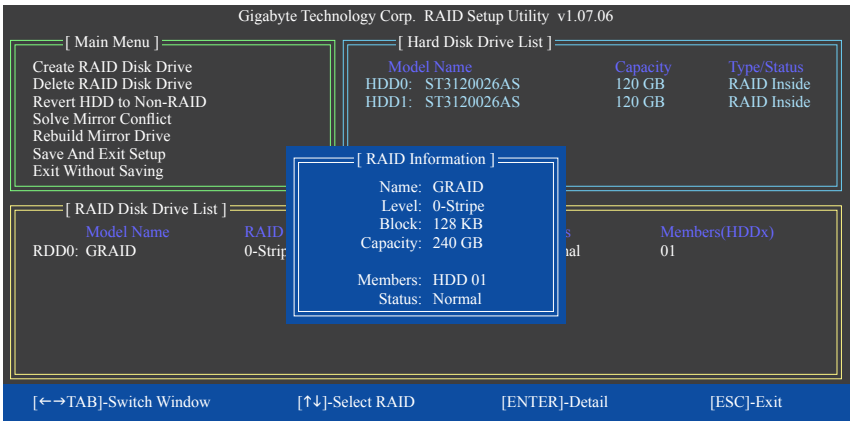 Gigabyte Technology Corp. RAID Setup Utility v1.07.06
[ Main Menu ]
Create RAID Disk Drive
Delete RAID Disk Drive
Revert HDD to Non-RAID
Solve Mirror Conflict
Rebuild Mirror Drive
Save And Exit Setup
Exit Without Saving
[ Hard Disk Drive List ]
Model Name Capacity Type/Status
HDD0: ST3120026AS 120 GB RAID Inside
HDD1: ST3120026AS 120 GB RAID Inside
[ RAID Information ]
Name: GRAID
Level: 0-Stripe
Block: 128 KB
Capacity: 240 GB
Members: HDD 01
Status: Normal
[ RAID Disk Drive List ]
Model Name RAID Members(HDDx)
RDD0: GRAID 0-Strip 01
[←→TAB]-Switch Window [↑↓]-Select RAID [ENTER]-Detail [ESC]-Exit